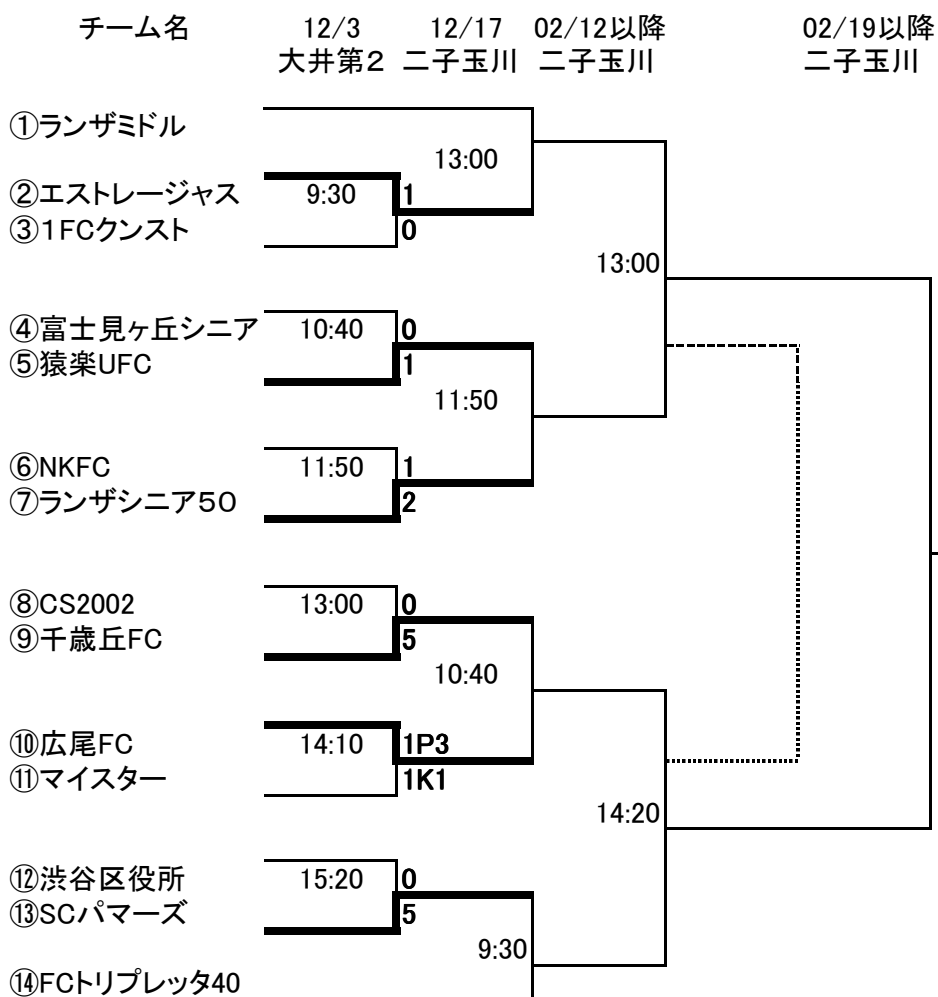 チーム名 12/3 12/17 02/12以降 02/19以降
大井第2 二子玉川 二子玉川 二子玉川
①ランザミドル
13:00
②エストレージャス 9:30 1
③1FCクンスト 0
13:00
④富士見ヶ丘シニア 10:40 0
⑤猿楽UFC 1
11:50
⑥NKFC 11:50 1
⑦ランザシニア50 2
⑧CS2002 13:00 0
⑨千歳丘FC 5
10:40
⑩広尾FC 14:10 1P3
⑪マイスター 1K1
14:20
⑫渋谷区役所 15:20 0
⑬SCパマーズ 5
9:30
⑭FCトリプレッタ40